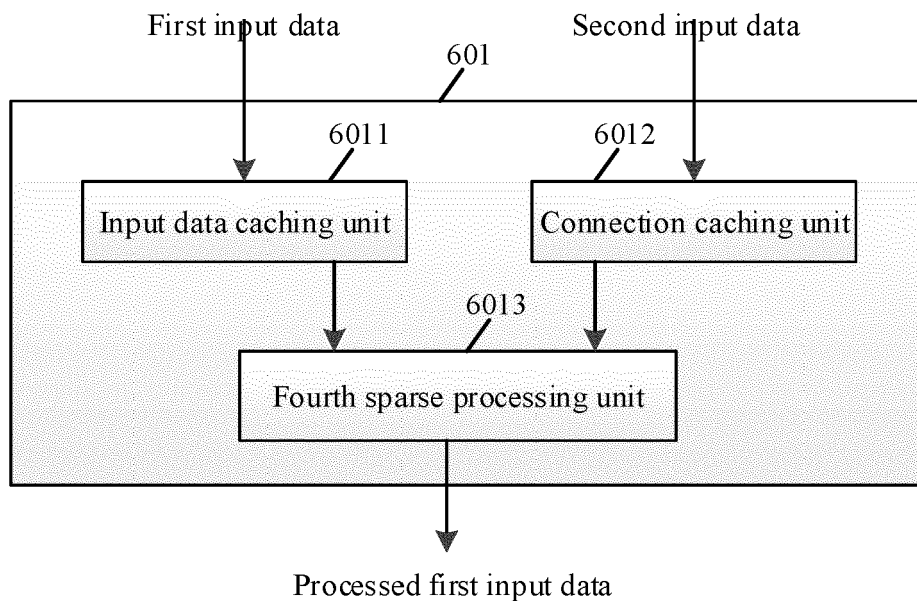 First input data
Second input data
601
6011
6012
Input data caching unit
Connection caching unit
6013
Fourth sparse processing unit
Processed first input data